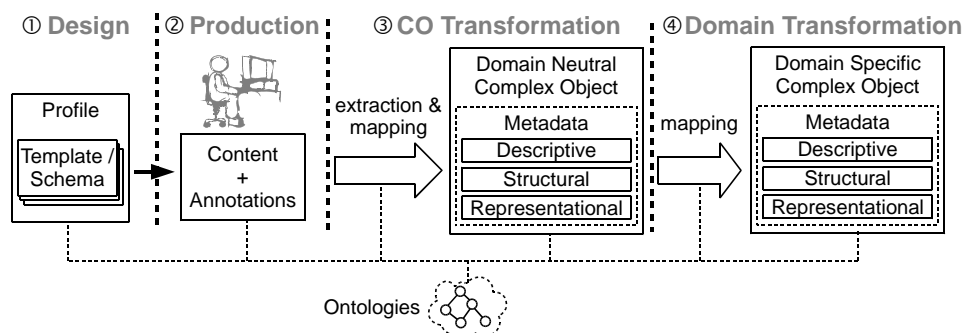 ① Design
② Production
③ CO Transformation
④ Domain Transformation
Profile
Template /
Schema
Content
+
Annotations
extraction &
mapping
Domain Neutral
Complex Object
Metadata
Descriptive
Structural
Representational
mapping
Domain Specific
Complex Object
Metadata
Descriptive
Structural
Representational
Ontologies